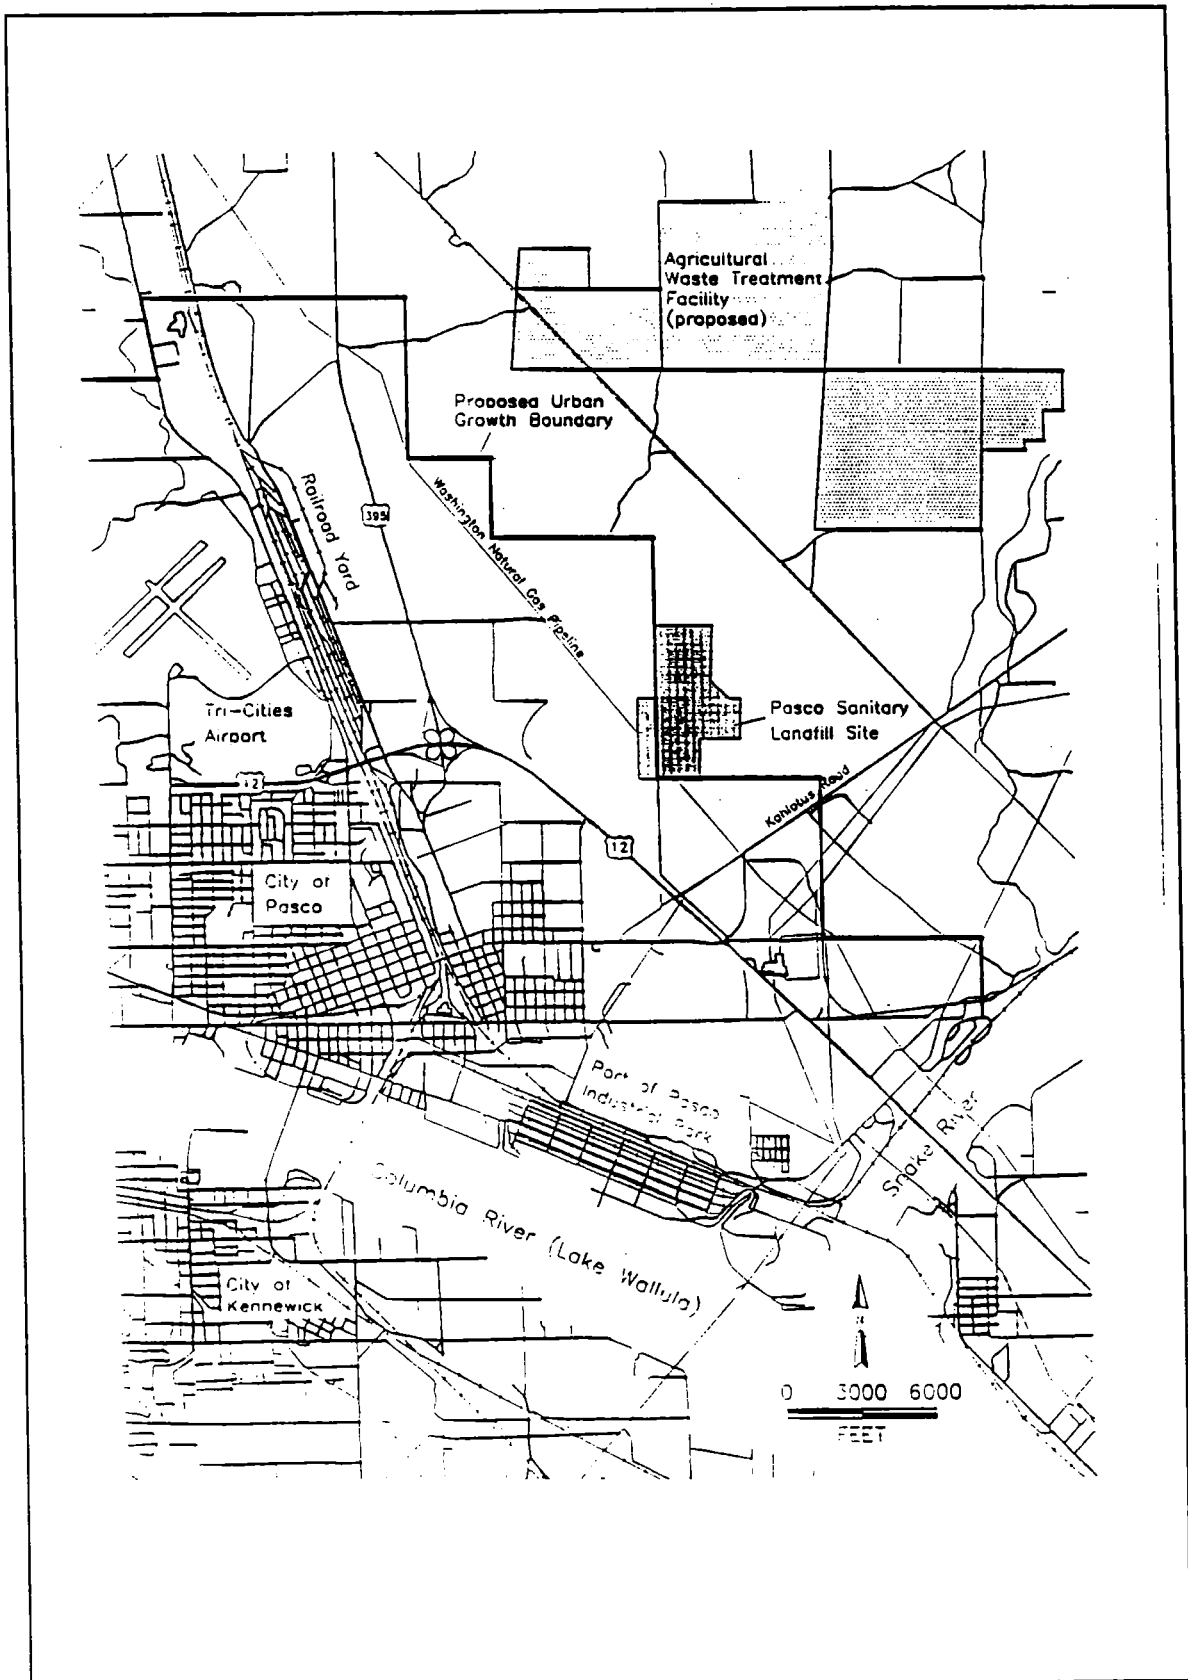 Agricultural
Waste Treatment
Facility
(proposed)
Proposed Urban
Growth Boundary
Railroad Yard
395
Washington Natural Gas Pipeline
Tri-Cities
Airport
Pasco Sanitary
Landfill Site
12
Kahlotus Road
12
City of
Pasco
Port of Pasco
Industrial Park
Snake River
Columbia River (Lake Wallula)
City of
Kennewick
N
0 3000 6000
FEET